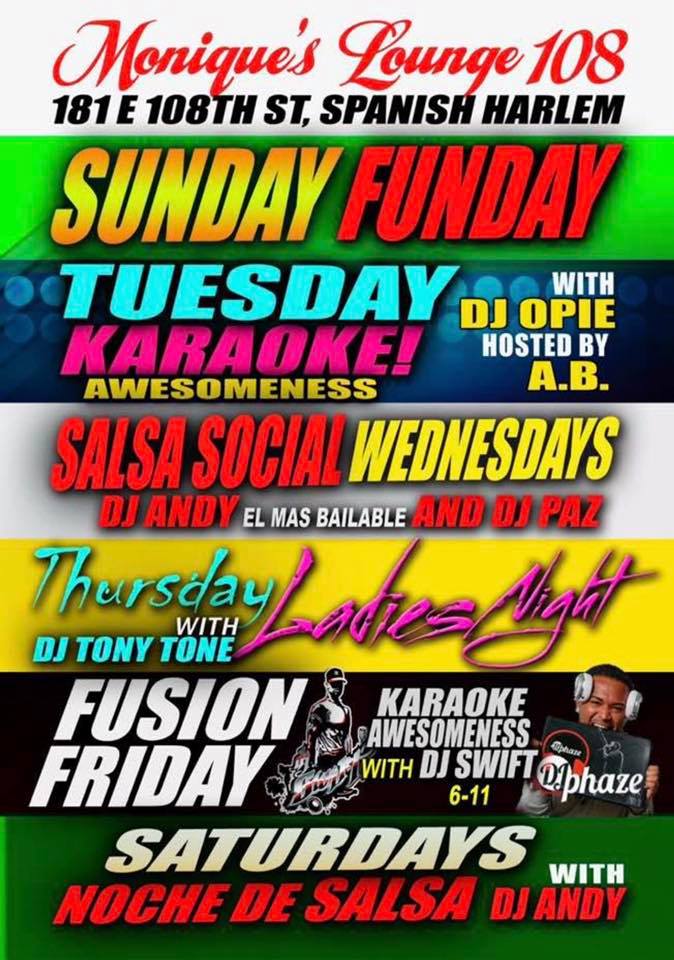 Monique's Lounge 108
181 E 108TH ST, SPANISH HARLEM
SUNDAY FUNDAY
TUESDAY
KARAOKE!
AWESOMENESS
WITH
DJ OPIE
HOSTED BY
A.B.
SALSA SOCIAL WEDNESDAYS
DJ ANDY EL MAS BAILABLE AND DJ PAZ
Thursday Ladies Night
WITH
DJ TONY TONE
FUSION
FRIDAY
KARAOKE
AWESOMENESS
WITH DJ SWIFT
6-11
DJphaze
DJphaze
SATURDAYS
NOCHE DE SALSA WITH DJ ANDY